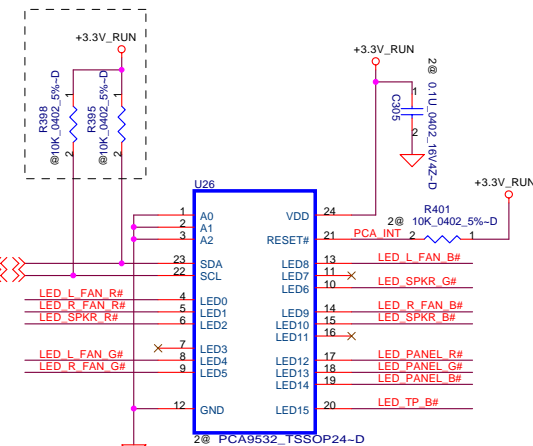 +3.3V_RUN
R398
@10K_0402_5%~D
1
2
R395
@10K_0402_5%~D
1
2
+3.3V_RUN
C305
2@ 0.1U_0402_16V4Z~D
1
2
+3.3V_RUN
R401
2@ 10K_0402_5%~D
PCA_INT 2 1
U26
1 A0
2 A1
3 A2
23 SDA
22 SCL
LED_L_FAN_R# 4 LED0
LED_R_FAN_R# 5 LED1
LED_SPKR_R# 6 LED2
7 LED3
LED_L_FAN_G# 8 LED4
LED_R_FAN_G# 9 LED5
12 GND
VDD 24
RESET# 21
LED8 13 LED_L_FAN_B#
LED7 11
LED6 10 LED_SPKR_G#
LED9 14 LED_R_FAN_B#
LED10 15 LED_SPKR_B#
LED11 16
LED12 17 LED_PANEL_R#
LED13 18 LED_PANEL_G#
LED14 19 LED_PANEL_B#
LED15 20 LED_TP_B#
2@ PCA9532_TSSOP24~D